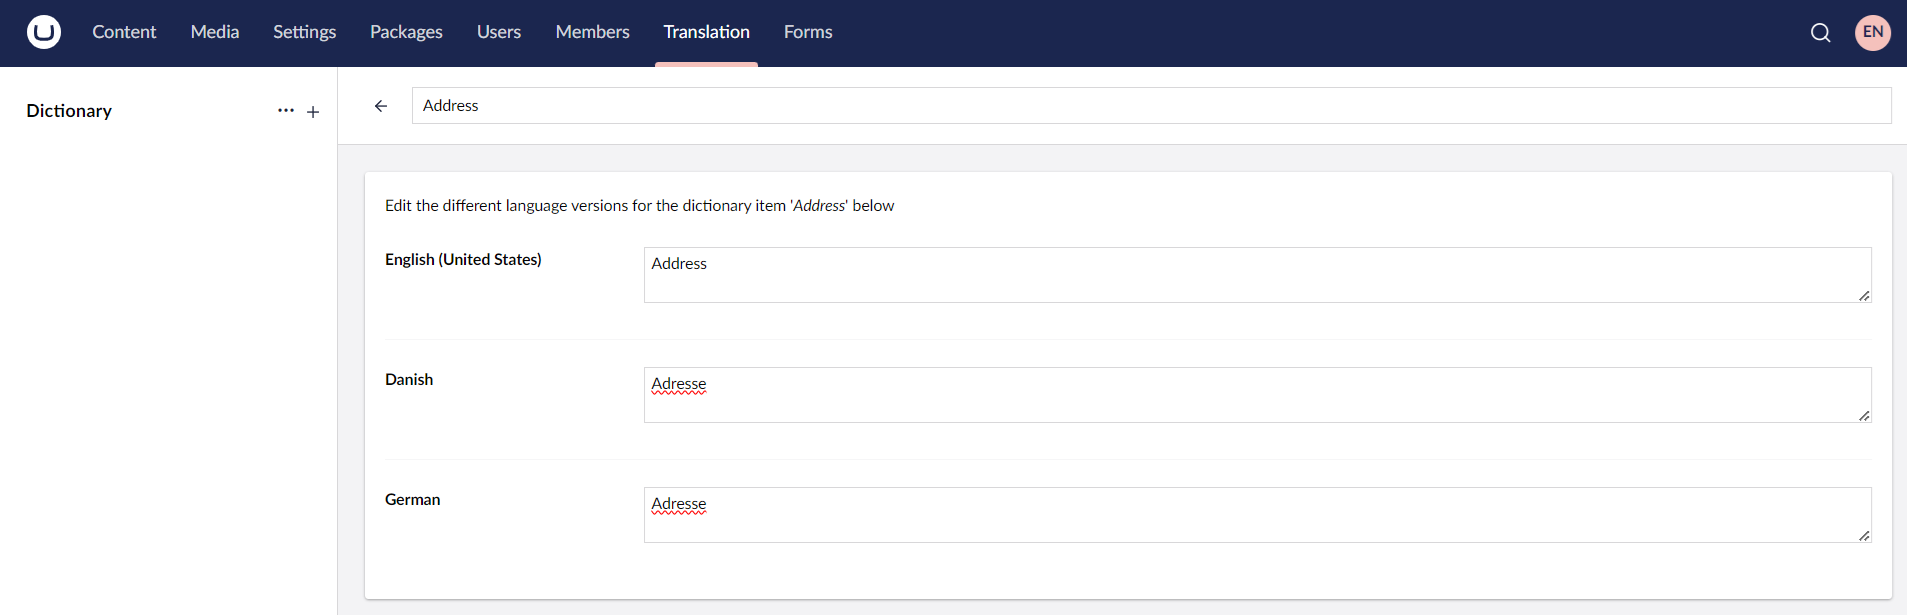 Content Media Settings Packages Users Members Translation Forms EN
Dictionary
Address
Edit the different language versions for the dictionary item 'Address' below
English (United States)
Address
Danish
Adresse
German
Adresse